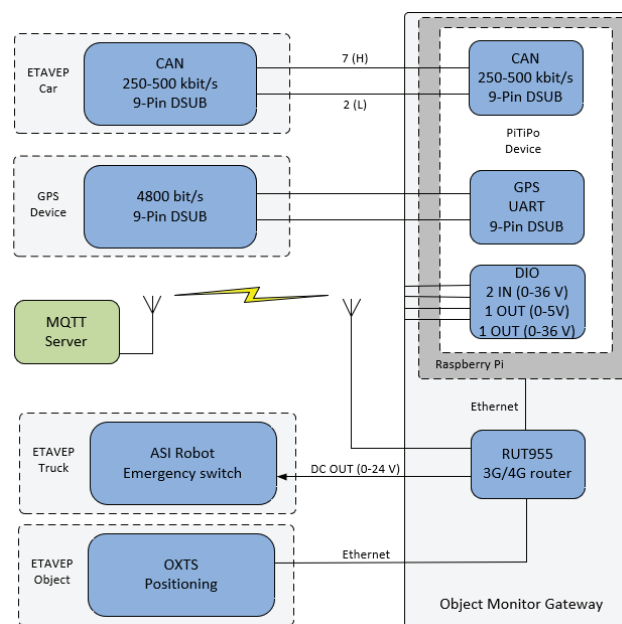 ETAVEP
Car
CAN
250-500 kbit/s
9-Pin DSUB
7 (H)
2 (L)
CAN
250-500 kbit/s
9-Pin DSUB
PiTiPo
Device
GPS
Device
4800 bit/s
9-Pin DSUB
GPS
UART
9-Pin DSUB
DIO
2 IN (0-36 V)
1 OUT (0-5V)
1 OUT (0-36 V)
MQTT
Server
Raspberry Pi
Ethernet
ETAVEP
Truck
ASI Robot
Emergency switch
DC OUT (0-24 V)
RUT955
3G/4G router
ETAVEP
Object
OXTS
Positioning
Ethernet
Object Monitor Gateway